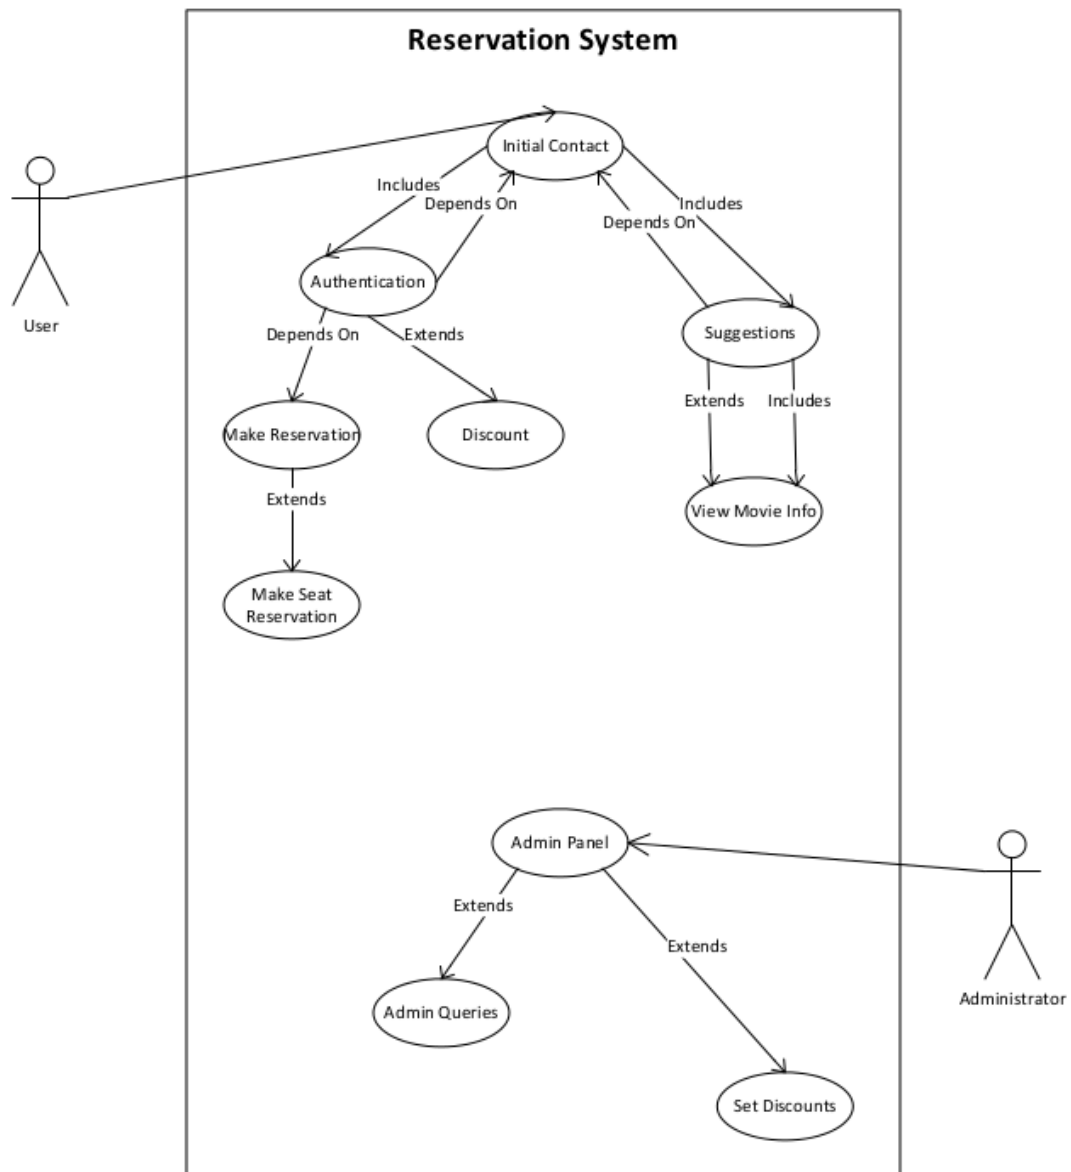 Reservation System
Initial Contact
Includes
Depends On
Includes
Depends On
User
Authentication
Suggestions
Depends On
Extends
Extends
Includes
Make Reservation
Discount
View Movie Info
Extends
Make Seat
Reservation
Admin Panel
Extends
Extends
Administrator
Admin Queries
Set Discounts